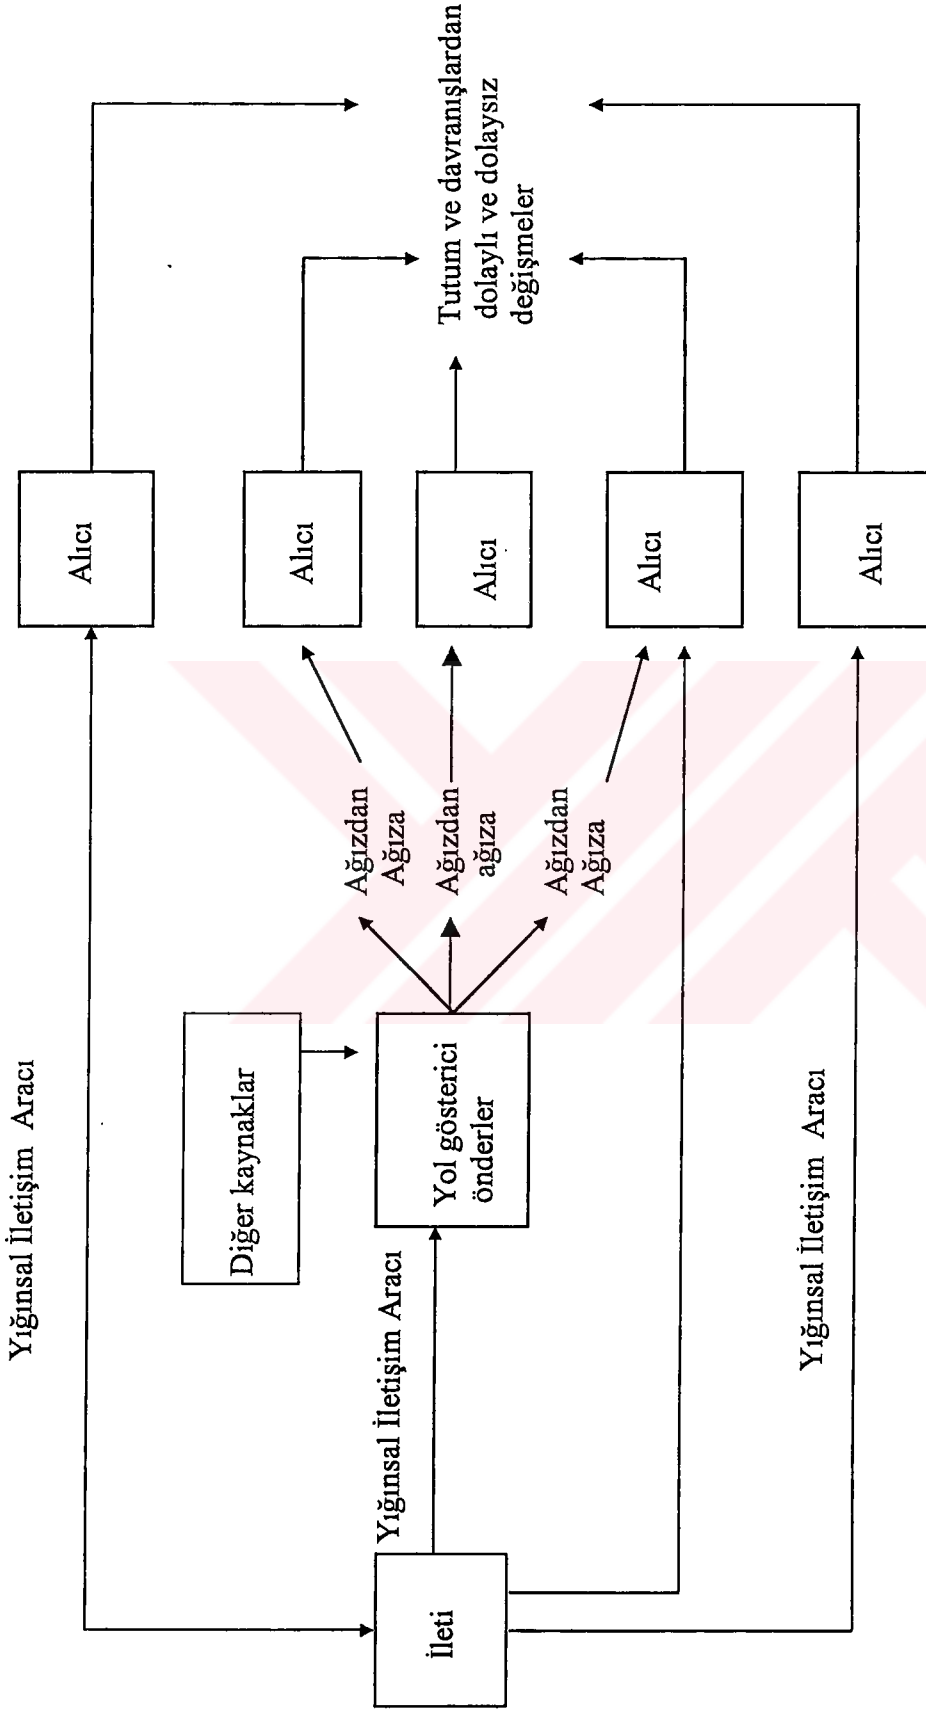 Yığınsal İletişim Aracı
Alıcı
Diğer kaynaklar
Ağızdan
Ağıza
Alıcı
Yığınsal İletişim Aracı
İleti
Yol gösterici
önderler
Ağızdan
ağıza
Alıcı
Tutum ve davranışlardan
dolaylı ve dolaysız
değişmeler
Ağızdan
Ağıza
Alıcı
Yığınsal İletişim Aracı
Alıcı